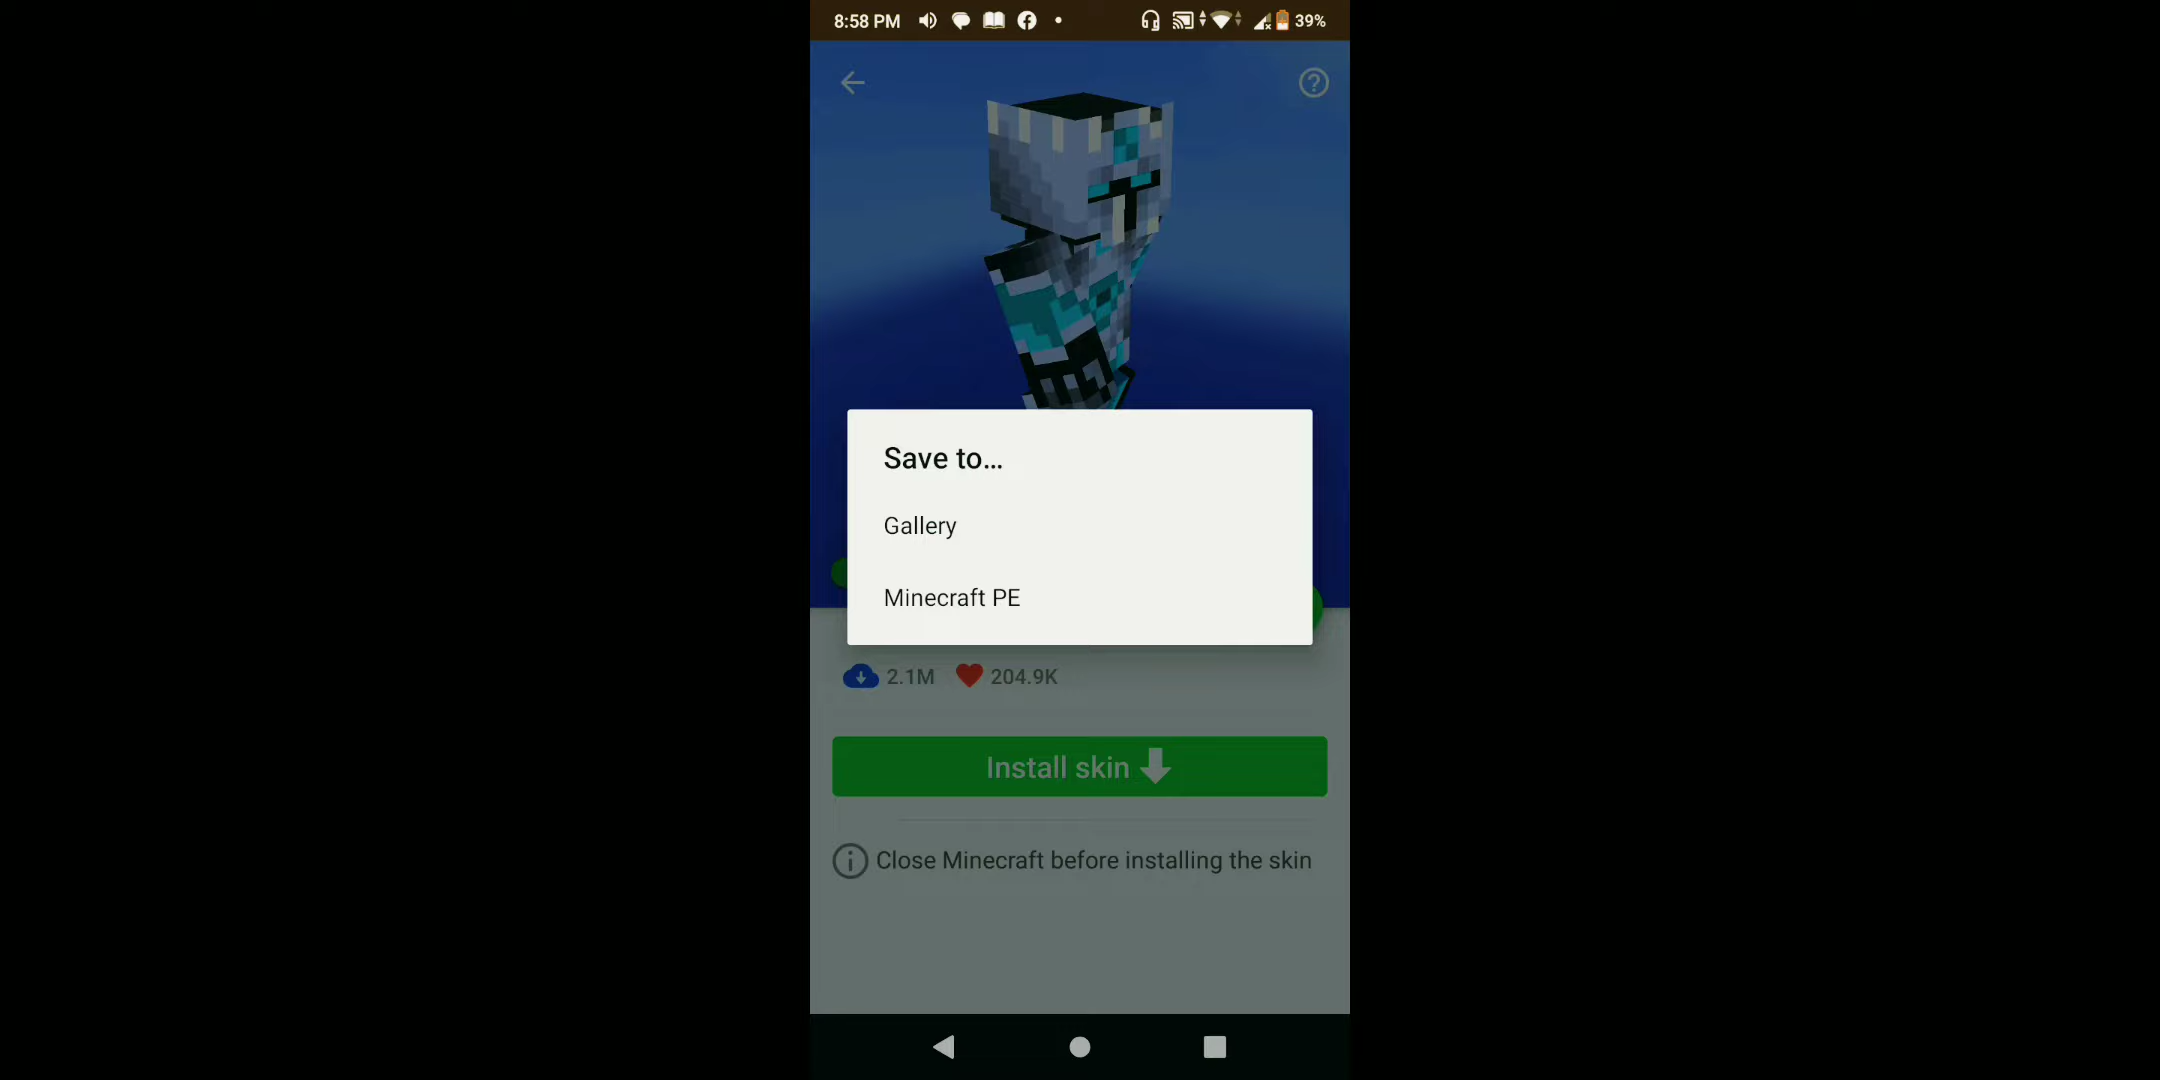 8:58 PM 39%
Save to...
Gallery
Minecraft PE
2.1M 204.9K
Install skin
Close Minecraft before installing the skin